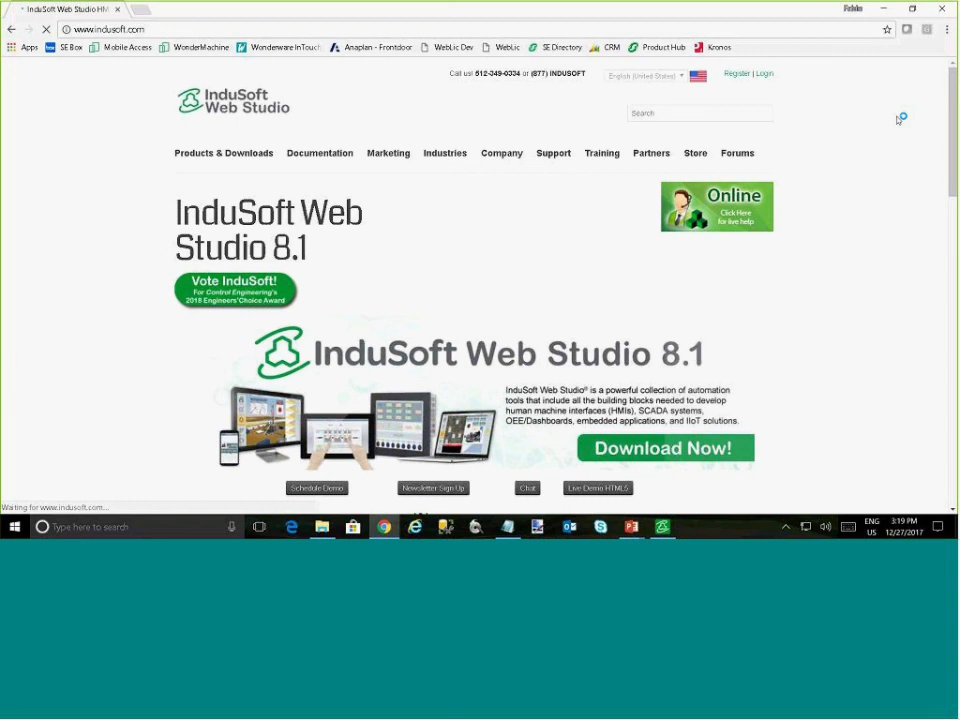 InduSoft Web Studio HM
www.indusoft.com
Apps SE Box Mobile Access WonderMachine Wonderware InTouch Anaplan - Frontdoor WebLic Dev WebLic SE Directory CRM Product Hub Kronos
Call us! 512-349-0334 or (877) INDUSOFT English (United States) Register | Login
InduSoft
Web Studio
Search
Products & Downloads Documentation Marketing Industries Company Support Training Partners Store Forums
InduSoft Web
Studio 8.1
Online
Click Here
for live help
Vote InduSoft!
For Control Engineering's
2018 Engineers' Choice Award
InduSoft Web Studio 8.1
InduSoft Web Studio® is a powerful collection of automation
tools that include all the building blocks needed to develop
human machine interfaces (HMIs), SCADA systems,
OEE/Dashboards, embedded applications, and IIoT solutions.
Download Now!
Schedule Demo Newsletter Sign Up Chat Live Demo HTML5
Waiting for www.indusoft.com...
Type here to search
ENG 3:19 PM
US 12/27/2017